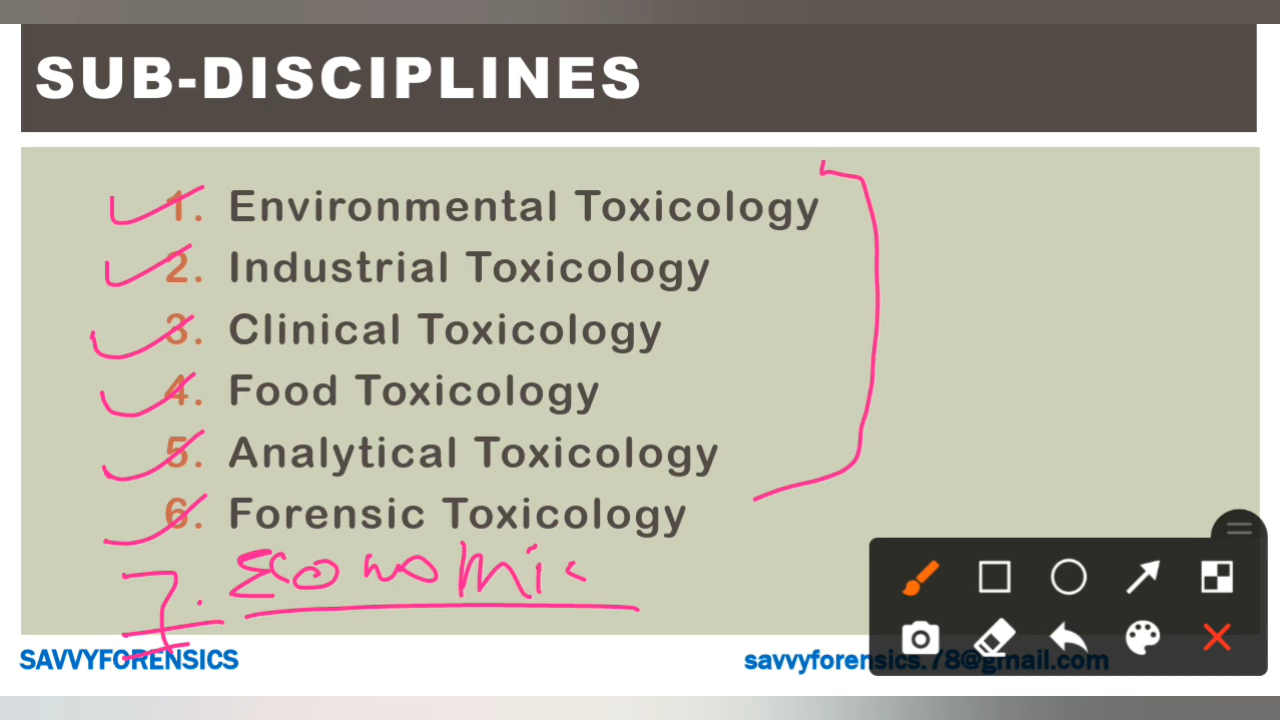 SUB-DISCIPLINES
1. Environmental Toxicology
2. Industrial Toxicology
3. Clinical Toxicology
4. Food Toxicology
5. Analytical Toxicology
6. Forensic Toxicology
7. Economic
SAVVYFORENSICS
savvyforensics.78@gmail.com